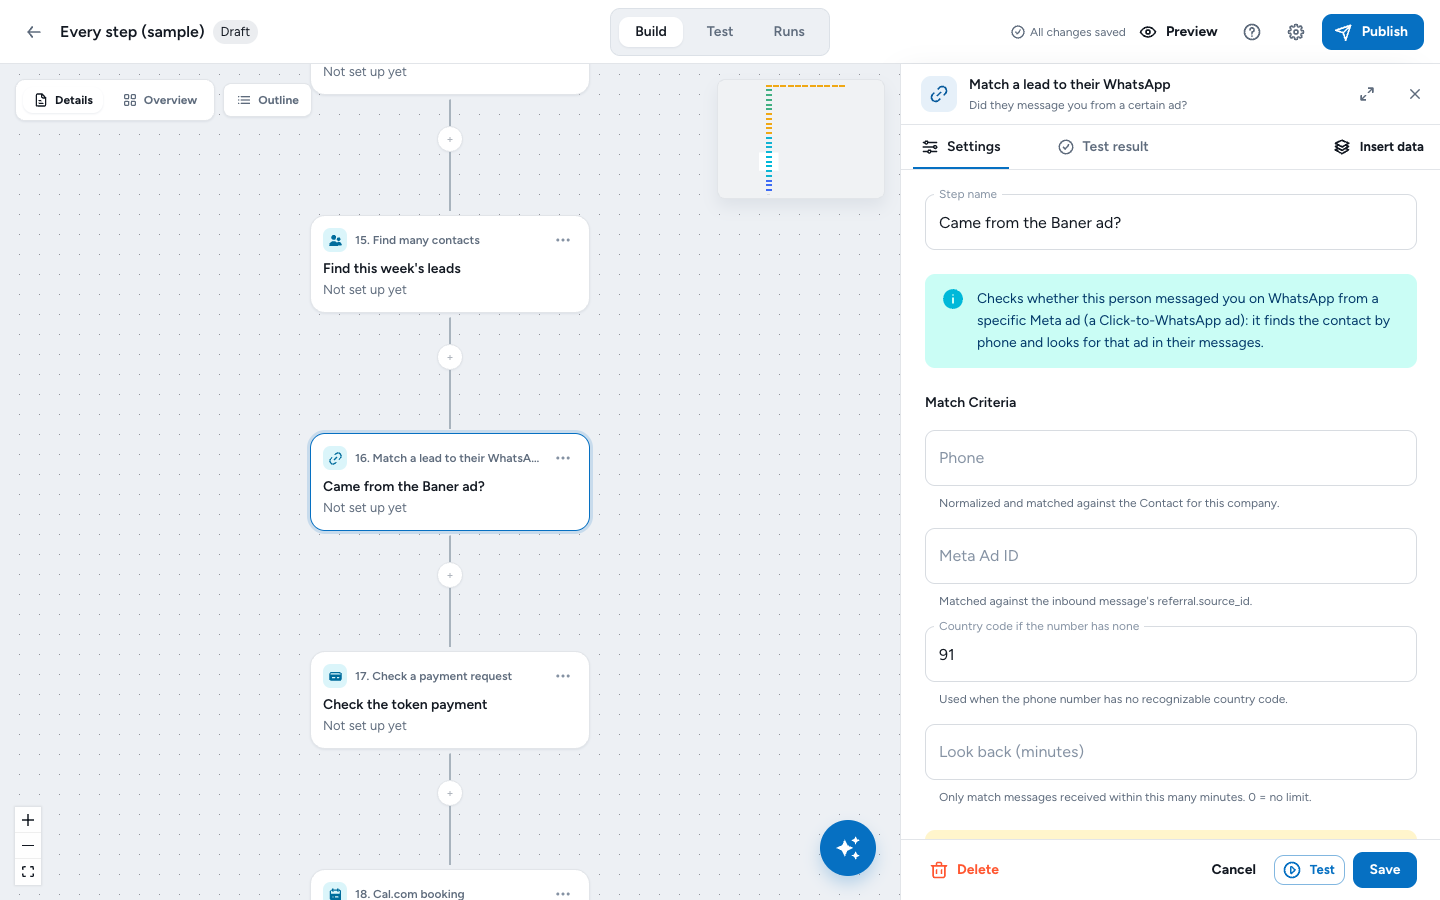 Every step (sample)
Draft
Build
Test
Runs
All changes saved
Preview
Publish
Details
Overview
Outline
Not set up yet
15. Find many contacts
Find this week's leads
Not set up yet
16. Match a lead to their WhatsA...
Came from the Baner ad?
Not set up yet
17. Check a payment request
Check the token payment
Not set up yet
18. Cal.com booking
Match a lead to their WhatsApp
Did they message you from a certain ad?
Settings
Test result
Insert data
Step name
Came from the Baner ad?
Checks whether this person messaged you on WhatsApp from a
specific Meta ad (a Click-to-WhatsApp ad): it finds the contact by
phone and looks for that ad in their messages.
Match Criteria
Phone
Normalized and matched against the Contact for this company.
Meta Ad ID
Matched against the inbound message's referral.source_id.
Country code if the number has none
91
Used when the phone number has no recognizable country code.
Look back (minutes)
Only match messages received within this many minutes. 0 = no limit.
Delete
Cancel
Test
Save